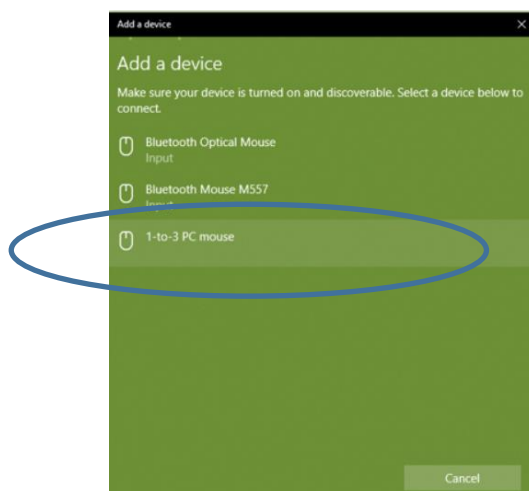 Add a device
Add a device
Make sure your device is turned on and discoverable. Select a device below to
connect.
Bluetooth Optical Mouse
Input
Bluetooth Mouse M557
Input
1-to-3 PC mouse
Cancel